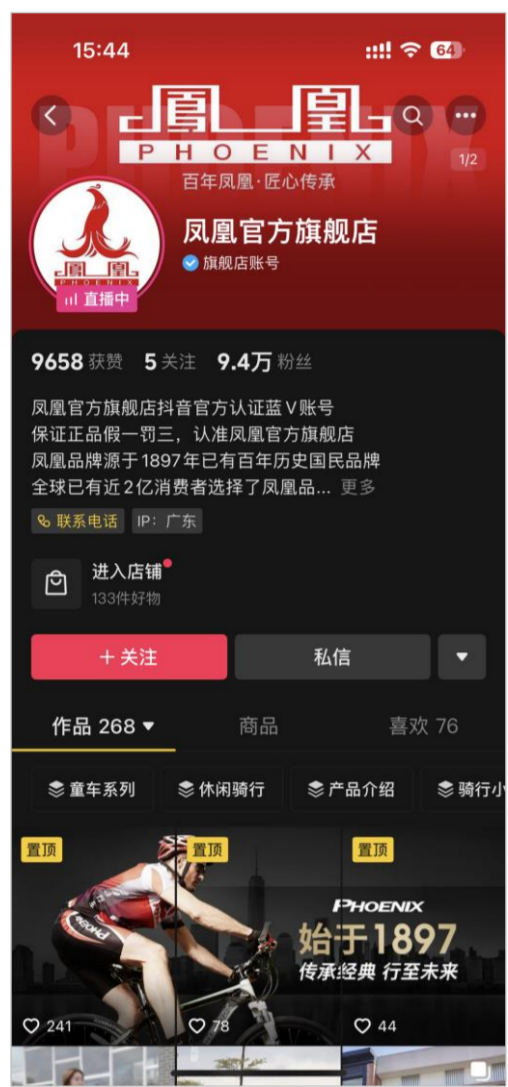 15:44
64
鳳凰
PHOENIX
1/2
百年凤凰·匠心传承
凤凰官方旗舰店
旗舰店账号
鳳凰
PHOENIX
直播中
9658 获赞 5 关注 9.4万 粉丝
凤凰官方旗舰店抖音官方认证蓝V账号
保证正品假一罚三，认准凤凰官方旗舰店
凤凰品牌源于1897年已有百年历史国民品牌
全球已有近2亿消费者选择了凤凰品... 更多
联系电话 IP：广东
进入店铺
133件好物
+ 关注 私信
作品 268 商品 喜欢 76
童车系列 休闲骑行 产品介绍 骑行小
置顶 置顶 置顶
PHOENIX
PHOENIX
始于1897
传承经典 行至未来
241 78 44